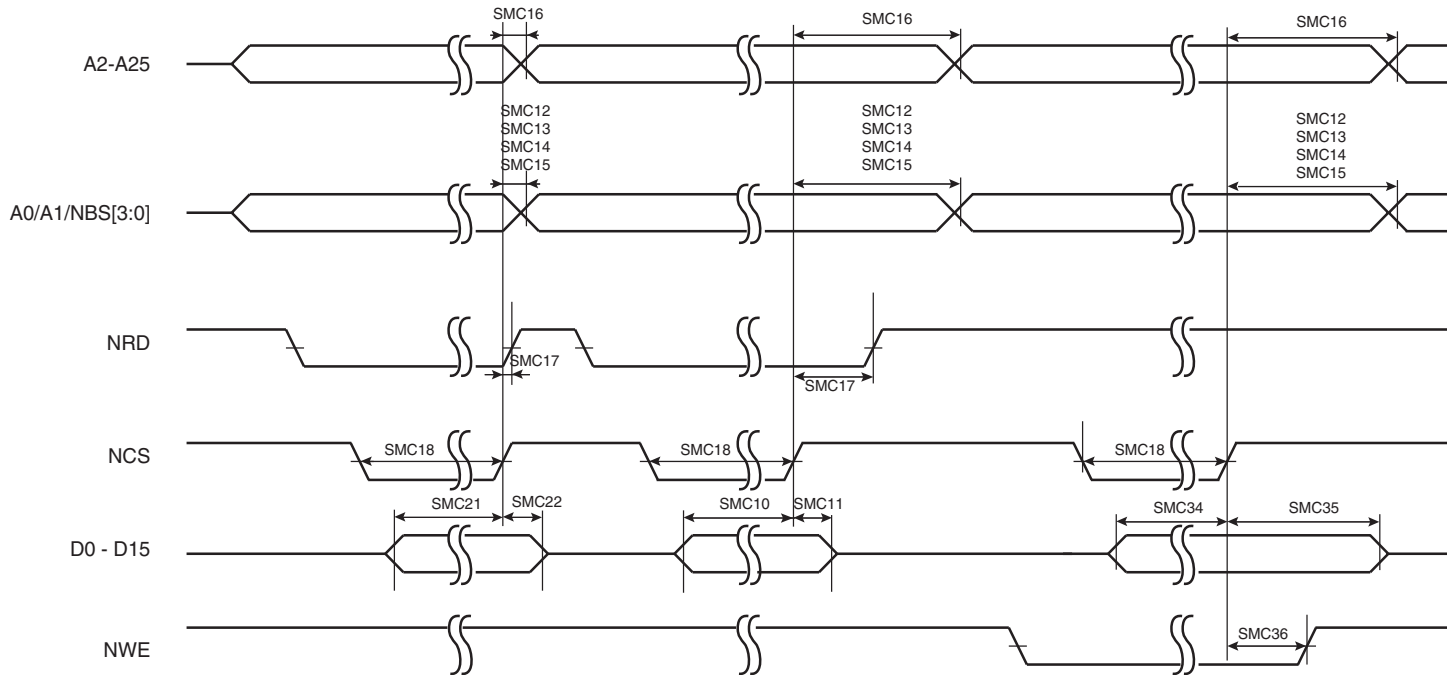 SMC16
SMC16
SMC16
A2-A25
SMC12
SMC13
SMC14
SMC15
SMC12
SMC13
SMC14
SMC15
SMC12
SMC13
SMC14
SMC15
A0/A1/NBS[3:0]
NRD
SMC17
SMC17
NCS
SMC18
SMC18
SMC18
SMC21
SMC22
SMC10
SMC11
SMC34
SMC35
D0 - D15
NWE
SMC36